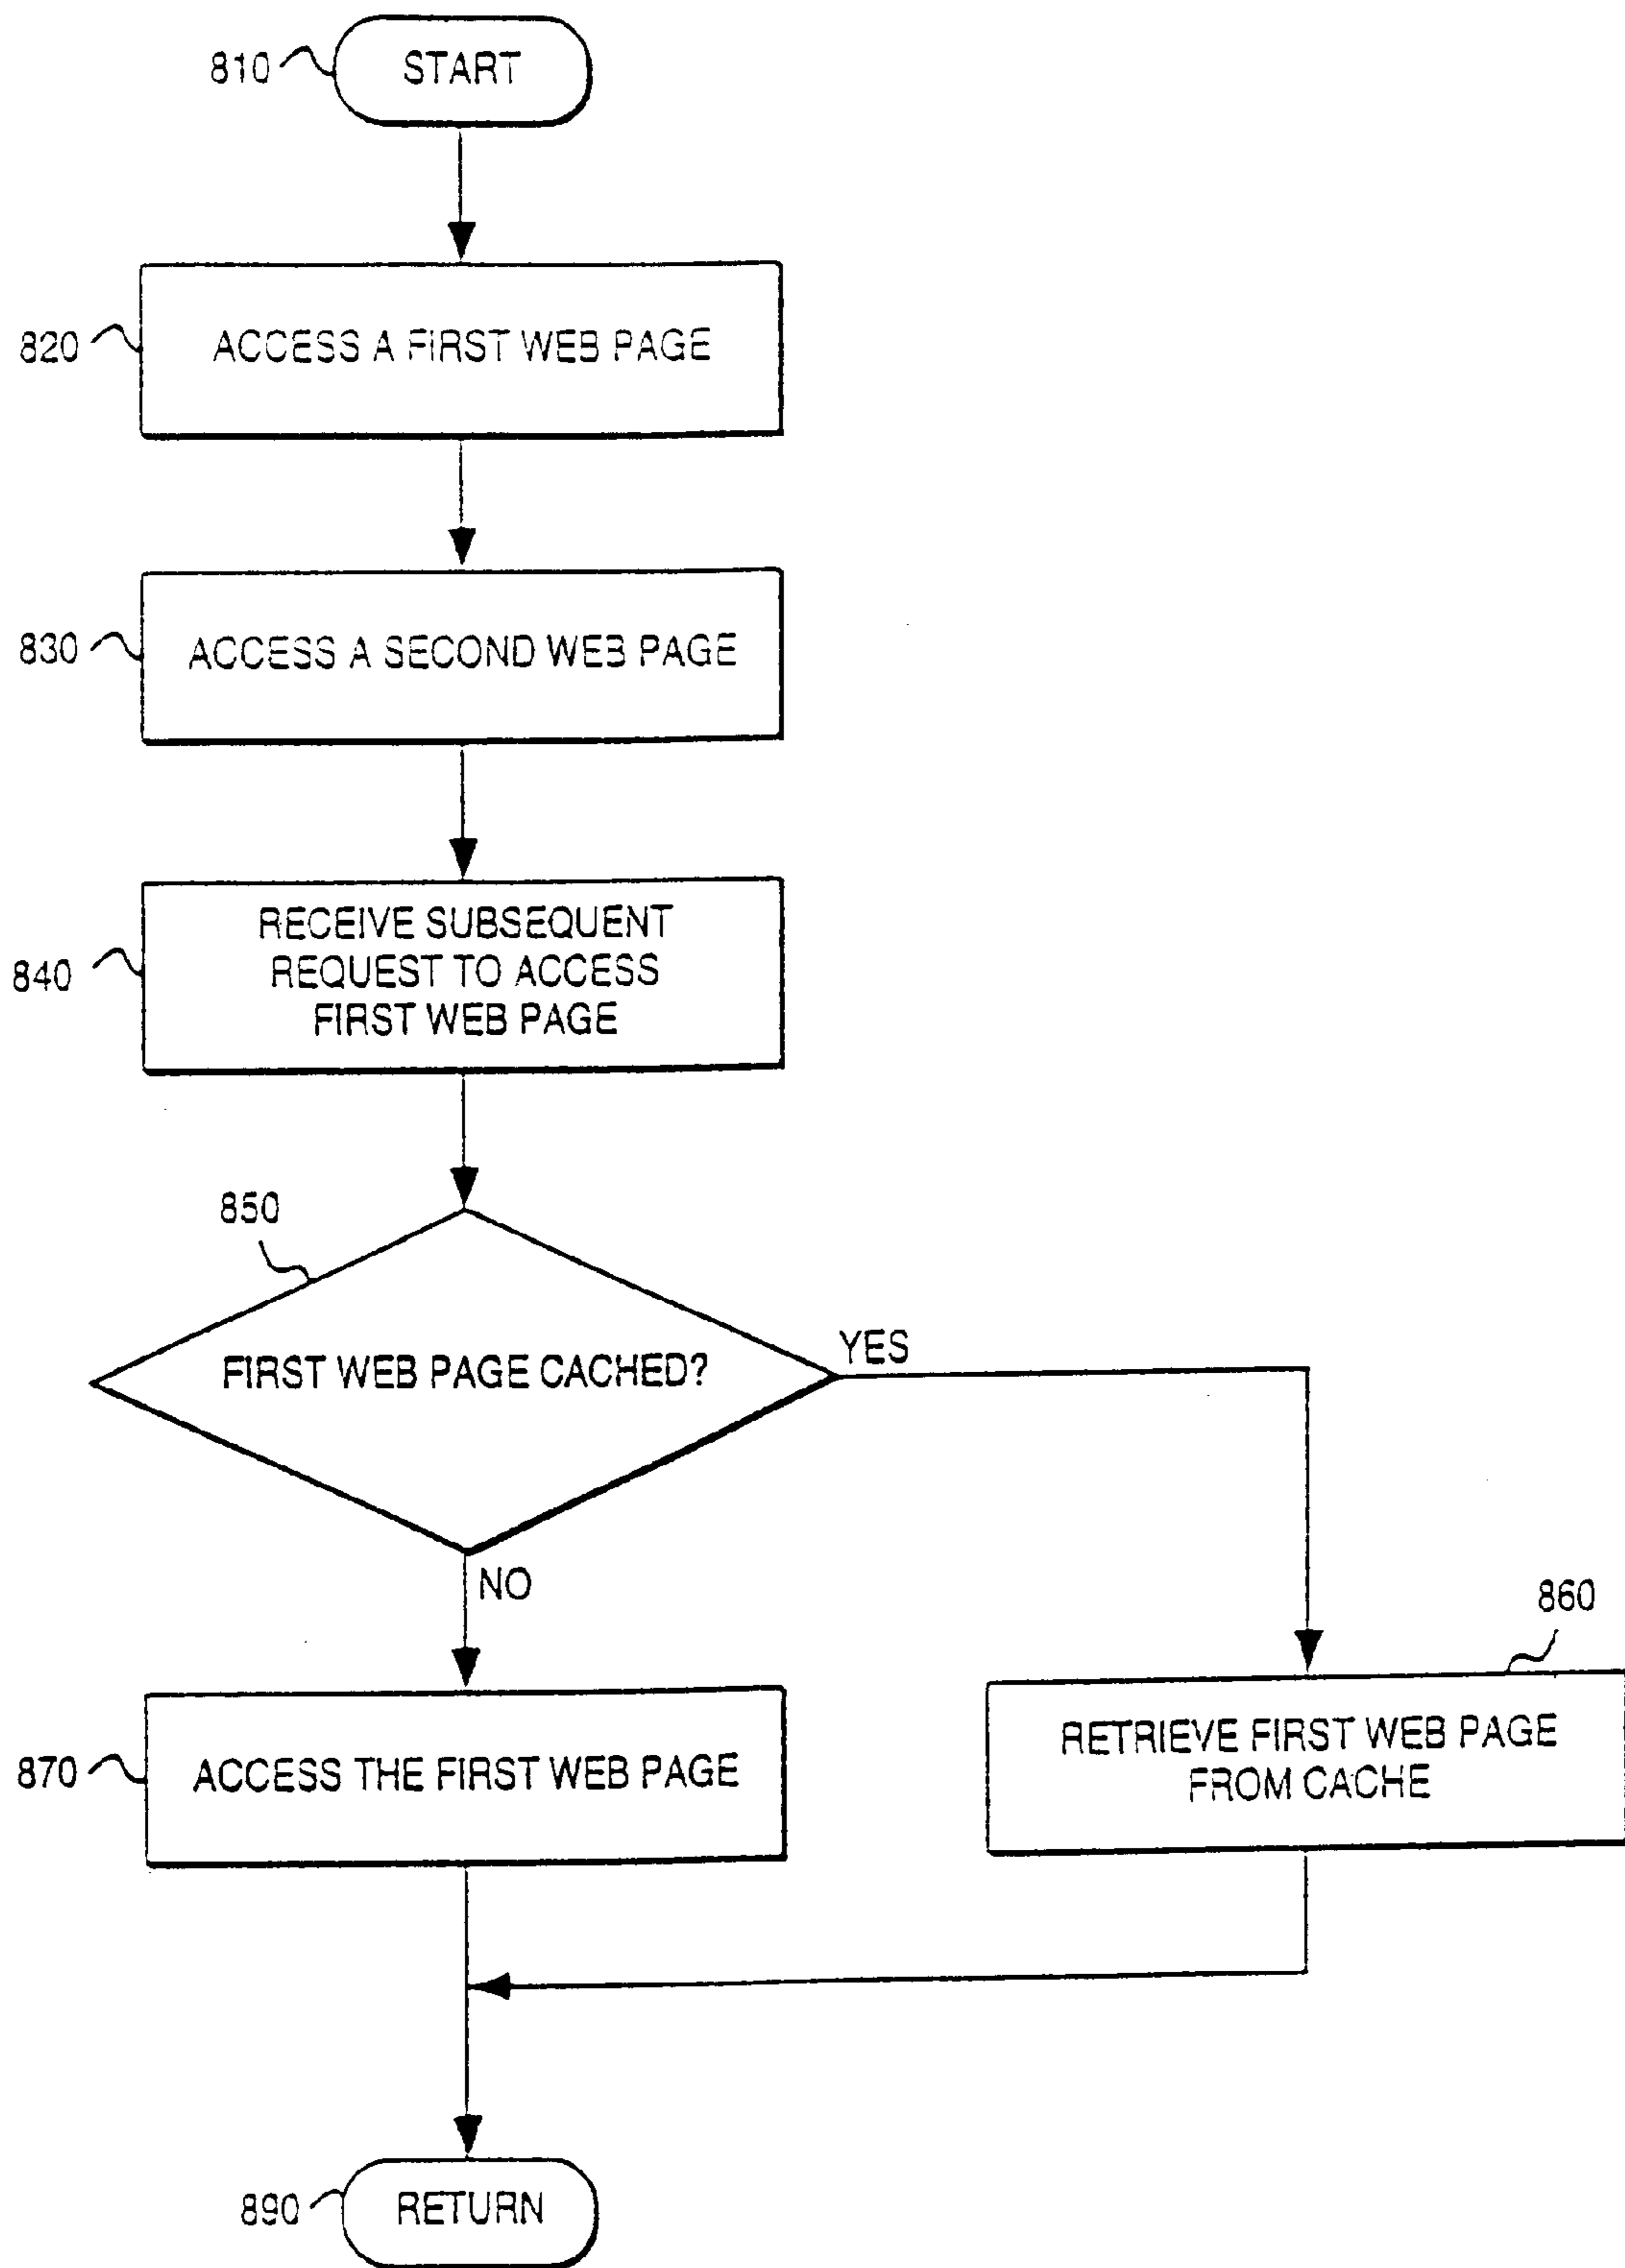 810
START
820
ACCESS A FIRST WEB PAGE
830
ACCESS A SECOND WEB PAGE
840
RECEIVE SUBSEQUENT
REQUEST TO ACCESS
FIRST WEB PAGE
850
FIRST WEB PAGE CACHED?
YES
NO
860
RETRIEVE FIRST WEB PAGE
FROM CACHE
870
ACCESS THE FIRST WEB PAGE
890
RETURN